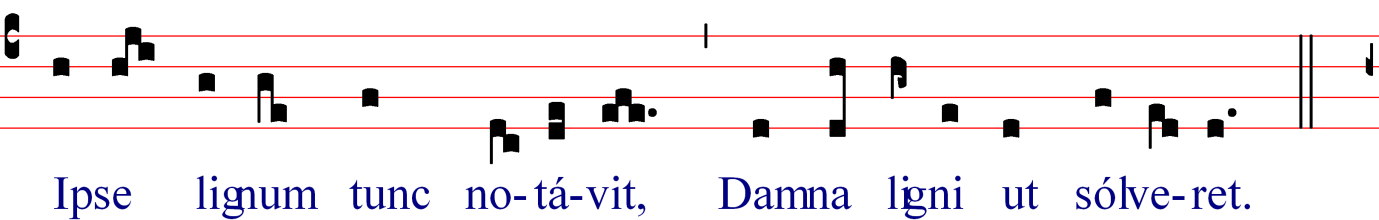 Ipse lignum tunc no-tá-vit, Damna ligni ut sólve-ret.